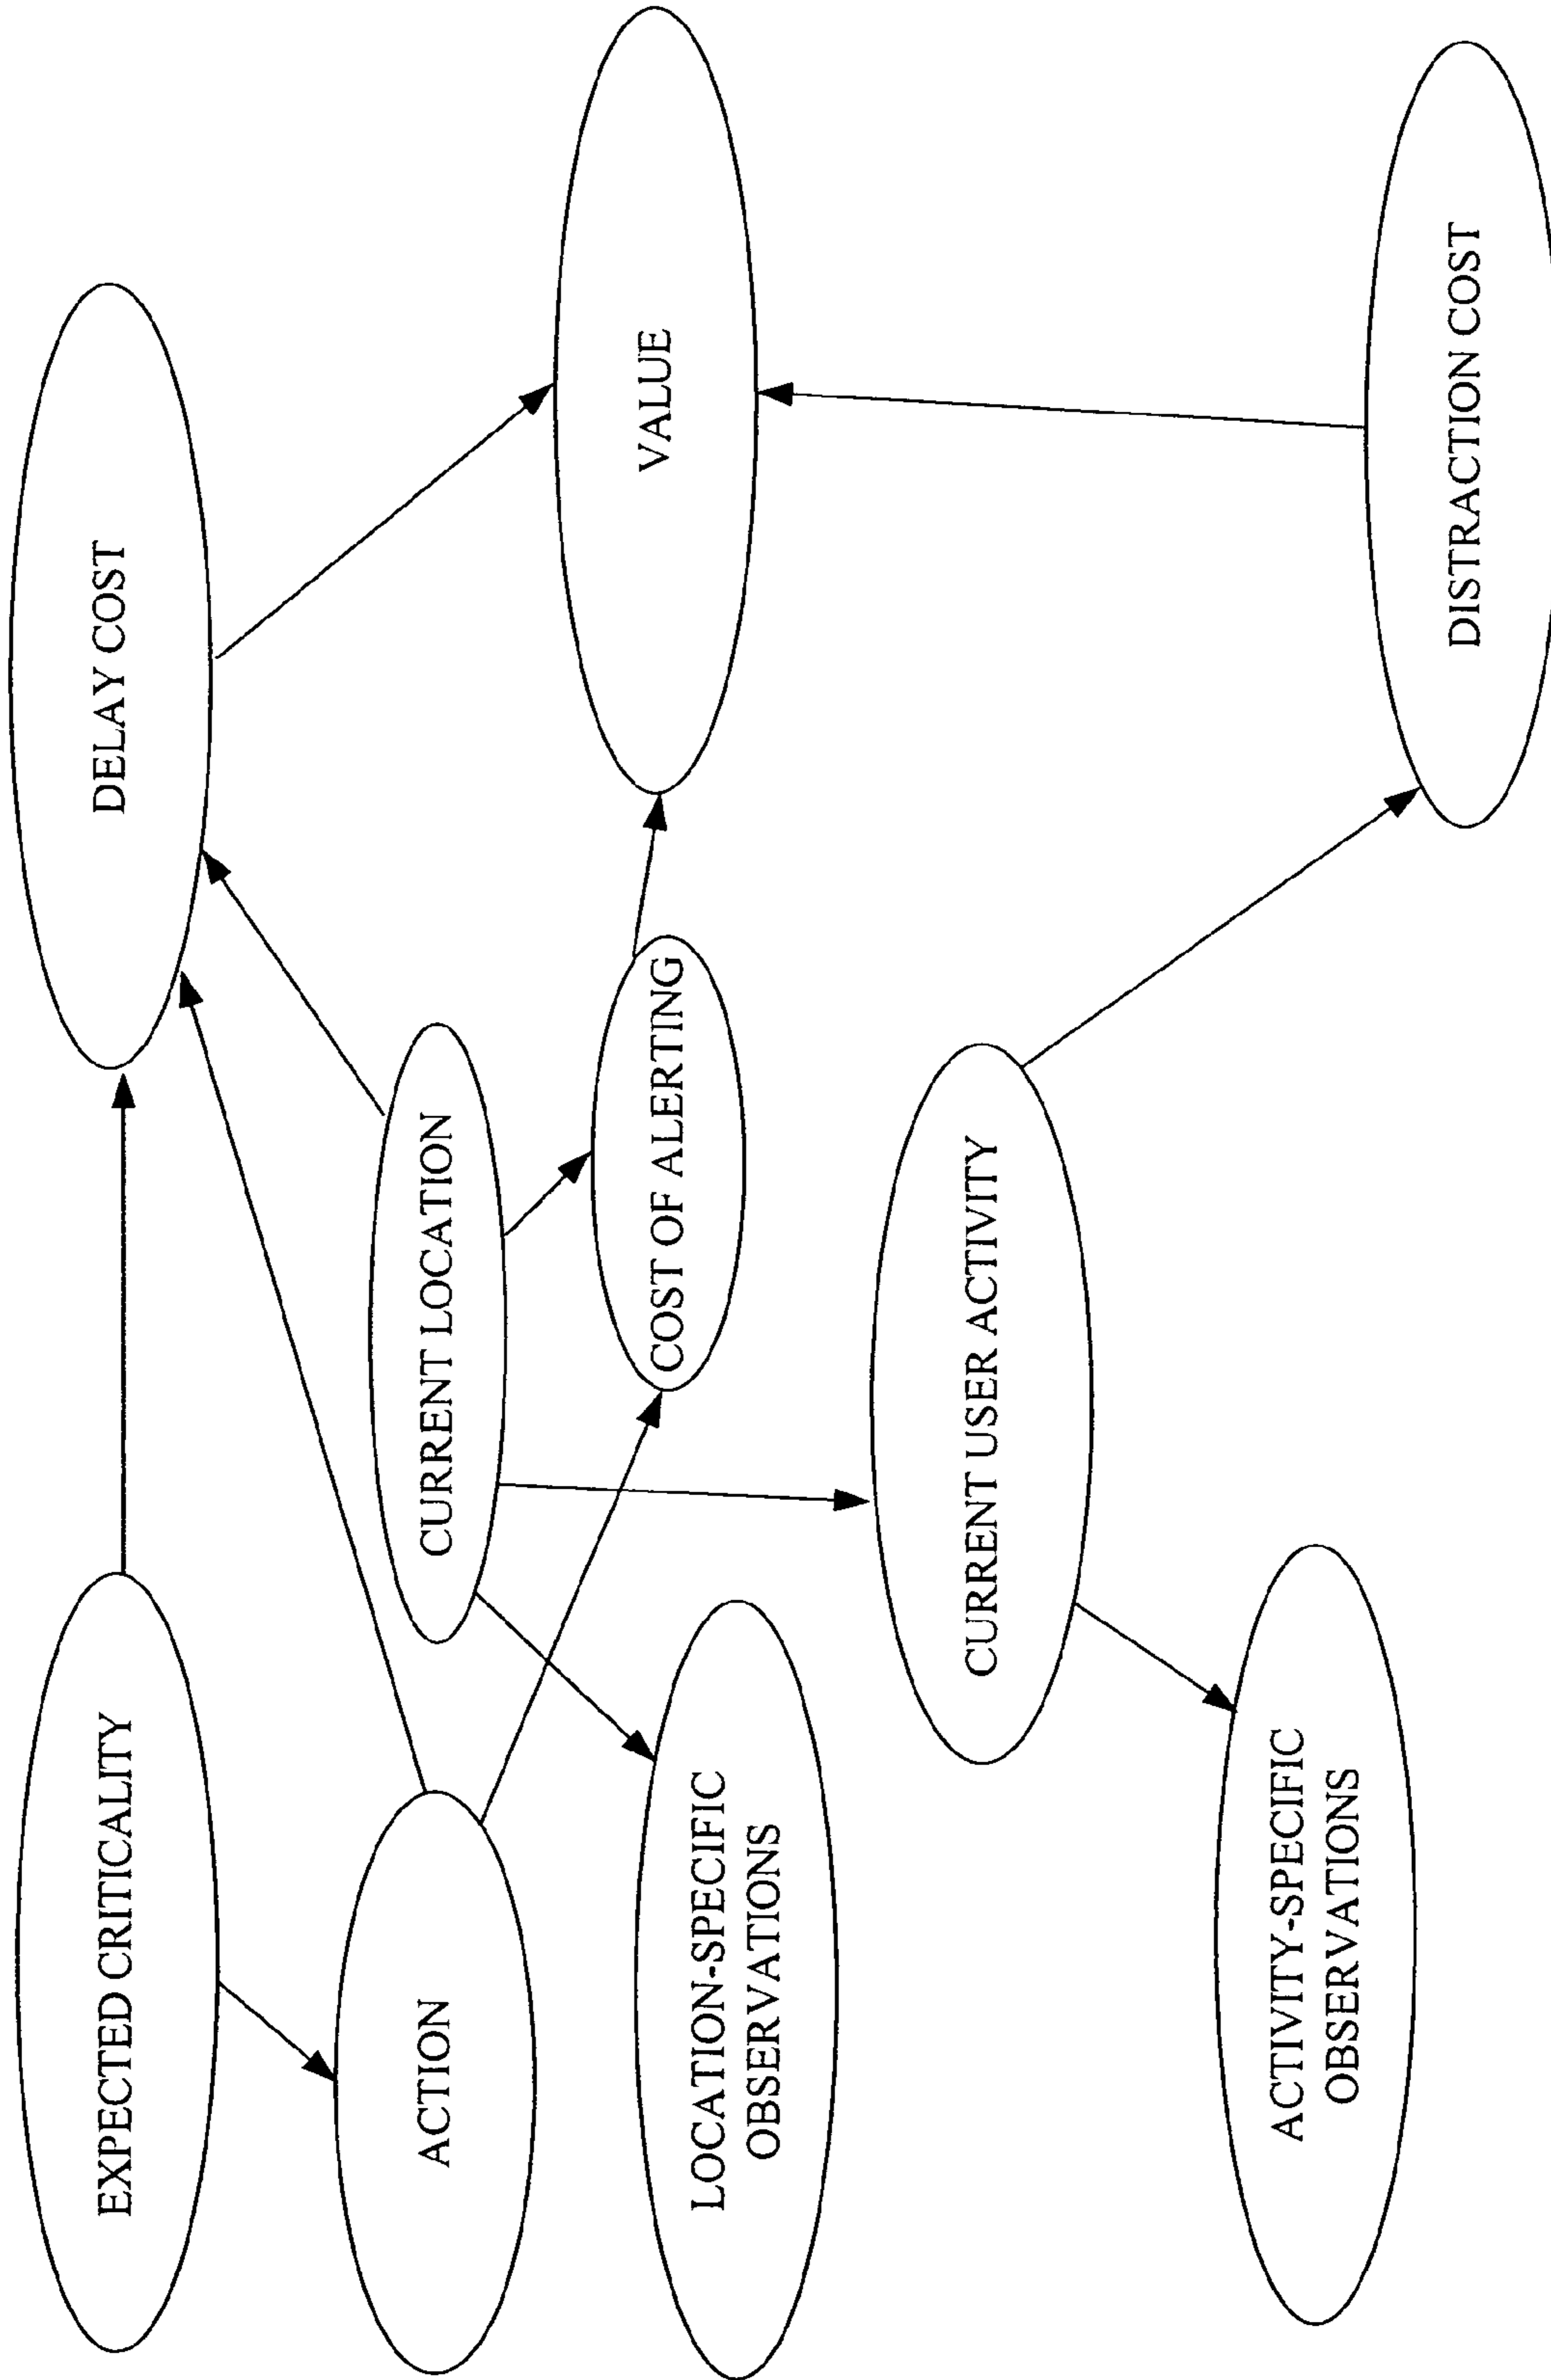 EXPECTED CRITICALITY
DELAY COST
ACTION
CURRENT LOCATION
VALUE
COST OF ALERTING
LOCATION-SPECIFIC
OBSERVATIONS
CURRENT USER ACTIVITY
ACTIVITY-SPECIFIC
OBSERVATIONS
DISTRACTION COST